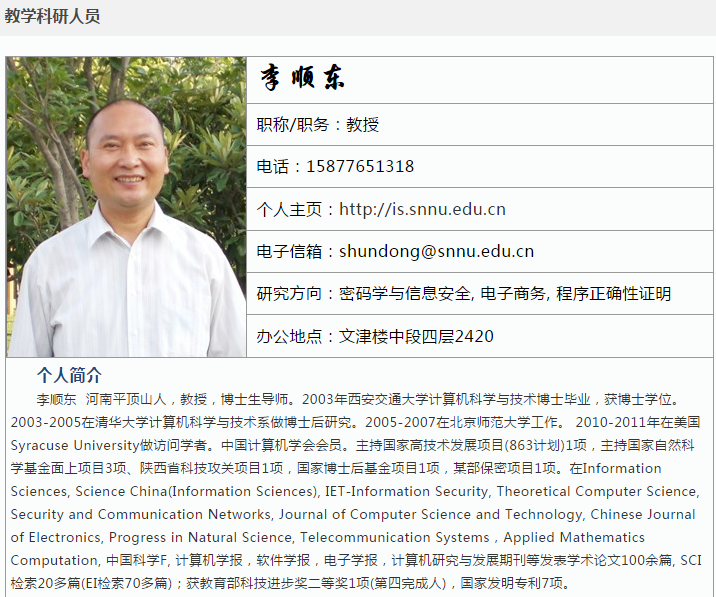 教学科研人员
李顺东
职称/职务：教授
电话：15877651318
个人主页：http://is.snnu.edu.cn
电子信箱：shundong@snnu.edu.cn
研究方向：密码学与信息安全, 电子商务, 程序正确性证明
办公地点：文津楼中段四层2420
个人简介
李顺东 河南平顶山人，教授，博士生导师。2003年西安交通大学计算机科学与技术博士毕业，获博士学位。
2003-2005在清华大学计算机科学与技术系做博士后研究。2005-2007在北京师范大学工作。 2010-2011年在美国
Syracuse University做访问学者。中国计算机学会会员。主持国家高技术发展项目(863计划)1项，主持国家自然科
学基金面上项目3项、陕西省科技攻关项目1项，国家博士后基金项目1项，某部保密项目1项。在Information
Sciences, Science China(Information Sciences), IET-Information Security, Theoretical Computer Science,
Security and Communication Networks, Journal of Computer Science and Technology, Chinese Journal
of Electronics, Progress in Natural Science, Telecommunication Systems，Applied Mathematics
Computation, 中国科学F, 计算机学报，软件学报，电子学报，计算机研究与发展期刊等发表学术论文100余篇, SCI
检索20多篇(EI检索70多篇)；获教育部科技进步奖二等奖1项(第四完成人)，国家发明专利7项。